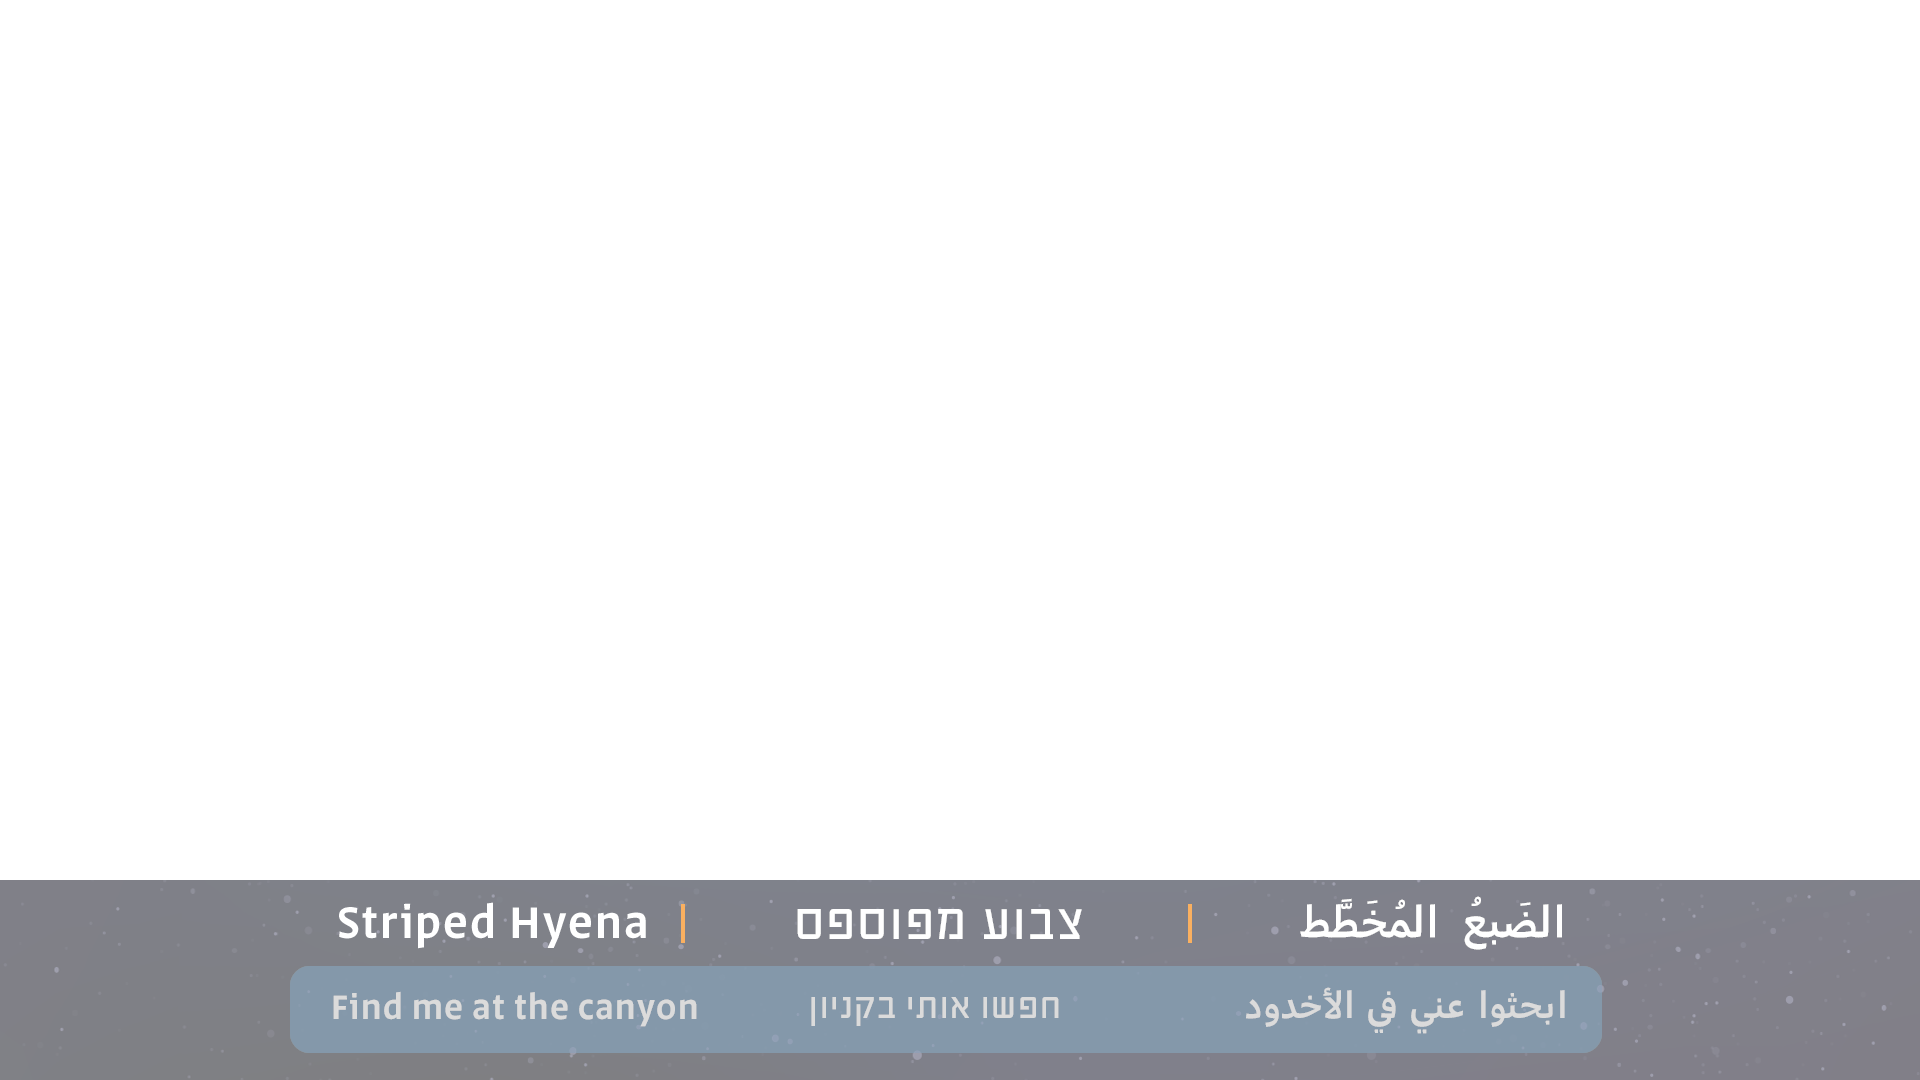 Striped Hyena | צבוע מפוספס | الضَبعُ المُخَطَّط
Find me at the canyon חפשו אותי בקניון ابحثوا عني في الأخدود